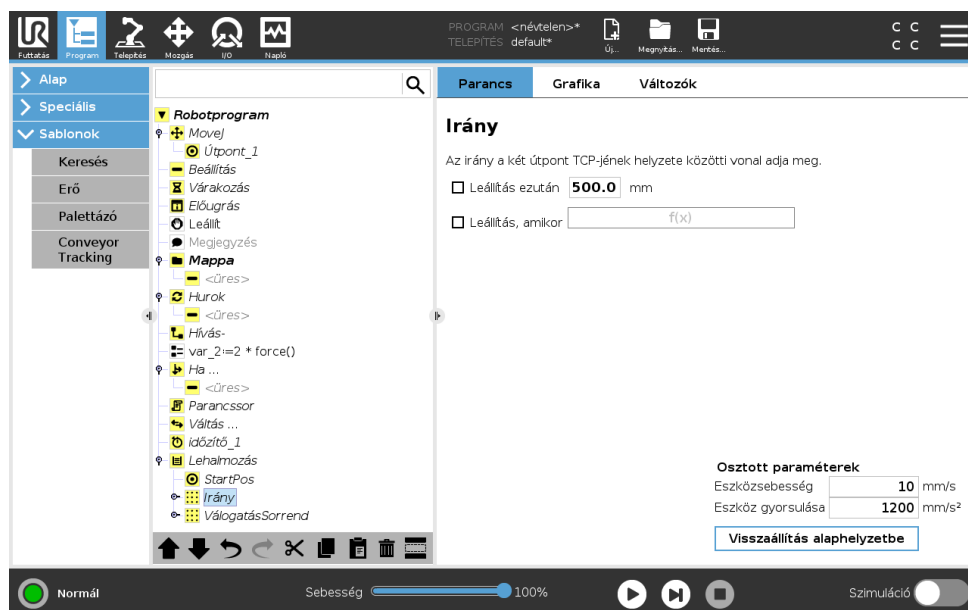 Futtatás
Program
Telepítés
Mozgás
I/O
Napló
PROGRAM <névtelen>*
TELEPÍTÉS default*
Új...
Megnyitás...
Mentés...
C C
C C
Alap
Speciális
Sablonok
Keresés
Erő
Palettázó
Conveyor
Tracking
Robotprogram
MoveJ
Útpont_1
Beállítás
Várakozás
Előugrás
Leállít
Megjegyzés
Mappa
<üres>
Hurok
<üres>
Hívás-
var_2:=2 * force()
Ha ...
<üres>
Parancssor
Váltás ...
időzítő_1
Lehalmozás
StartPos
Irány
VálogatásSorrend
Parancs
Grafika
Változók
Irány
Az irány a két útpont TCP-jének helyzete közötti vonal adja meg.
Leállítás ezután 500.0 mm
Leállítás, amikor f(x)
Osztott paraméterek
Eszközsebesség 10 mm/s
Eszköz gyorsulása 1200 mm/s²
Visszaállítás alaphelyzetbe
Normál
Sebesség 100%
Szimuláció